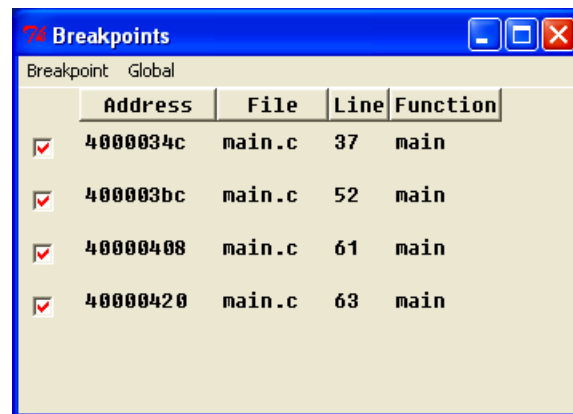 Breakpoints
Breakpoint Global
Address File Line Function
4000034c main.c 37 main
400003bc main.c 52 main
40000408 main.c 61 main
40000420 main.c 63 main